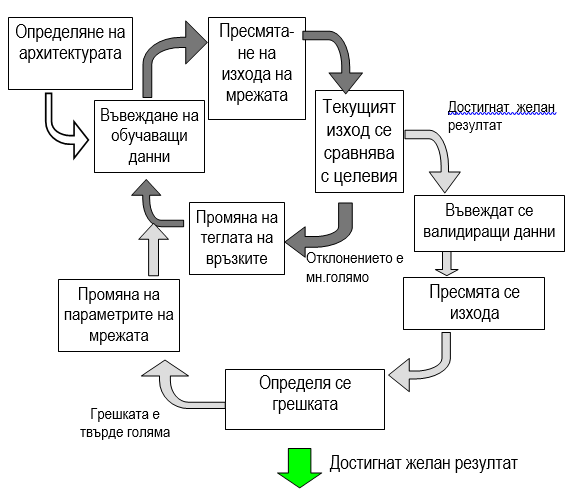 Определяне на
архитектурата
Пресмята-
не на
изхода на
мрежата
Въвеждане на
обучаващи
данни
Текущият
изход се
сравнява
с целевия
Достигнат желан
резултат
Въвеждат се
валидиращи данни
Промяна на
теглата на
връзките
Отклонението е
мн.голямо
Пресмята се
изхода
Промяна на
параметрите на
мрежата
Определя се
грешката
Грешката е
твърде голяма
Достигнат желан резултат